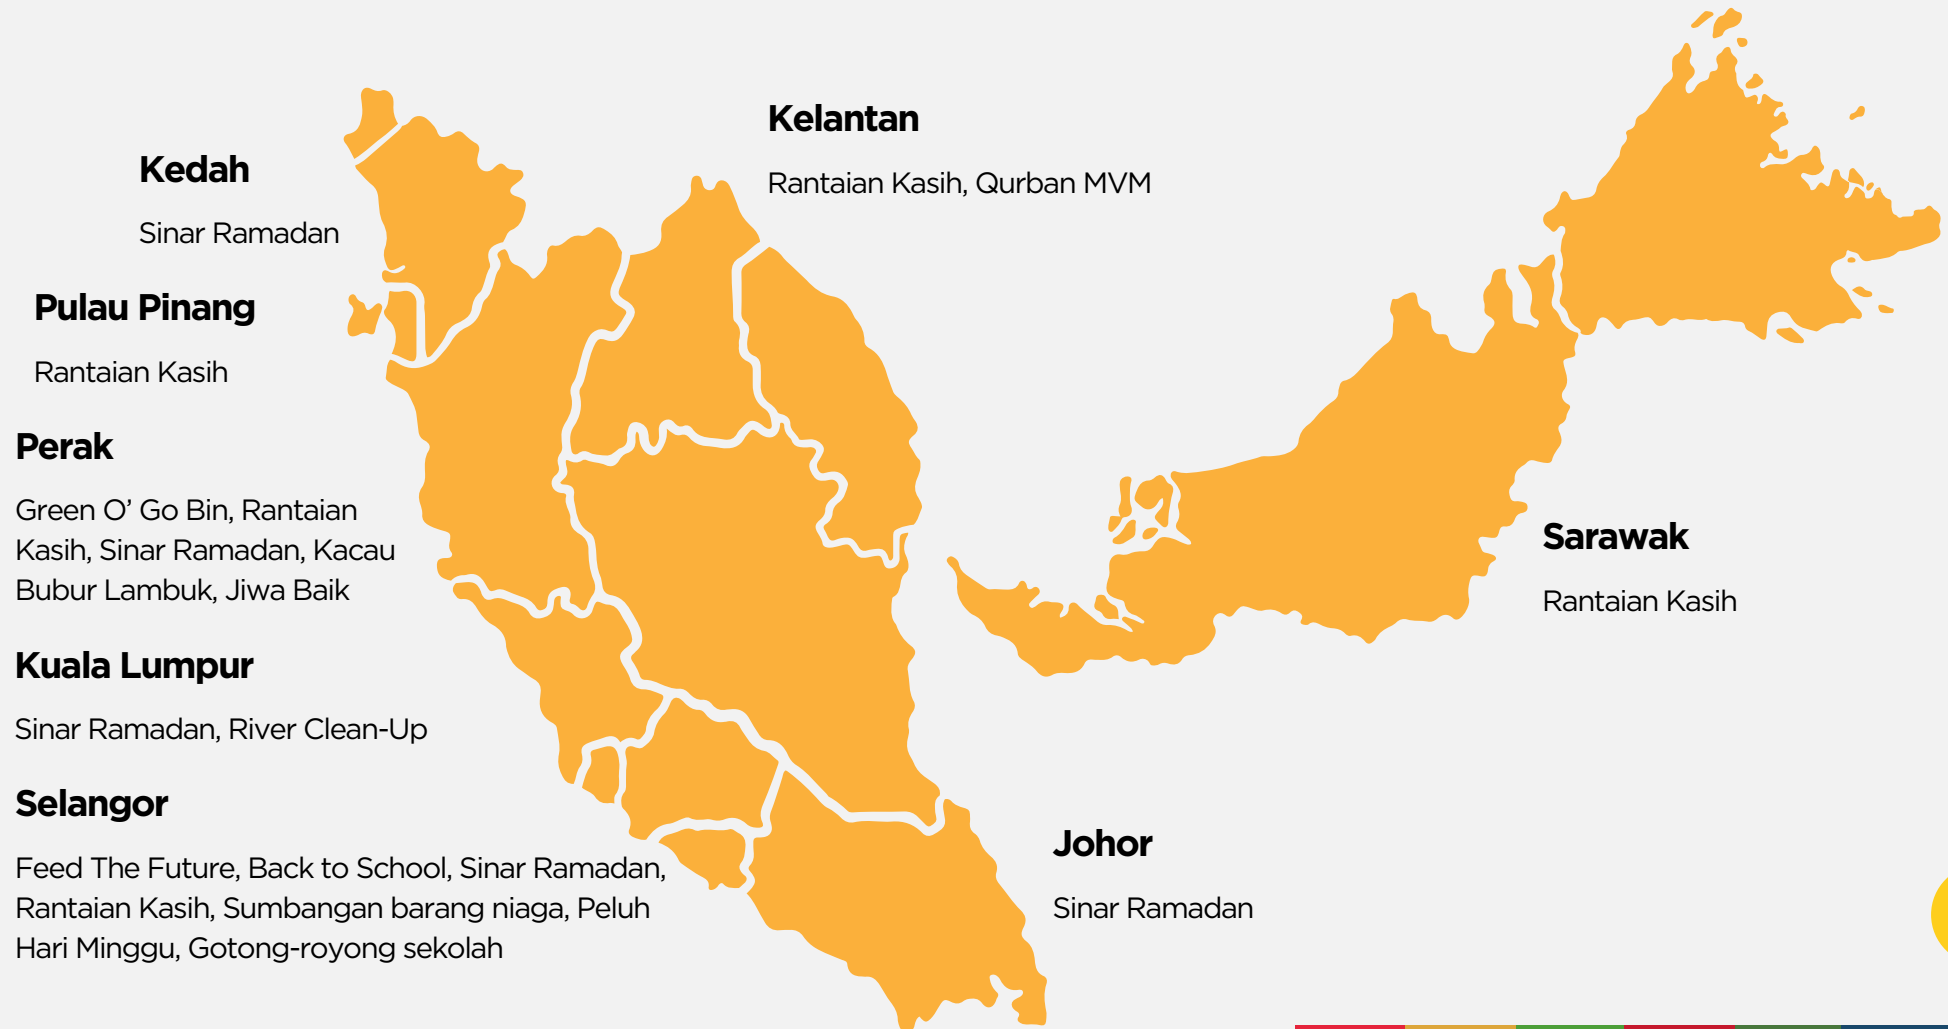 Kedah
Sinar Ramadan
Pulau Pinang
Rantaian Kasih
Perak
Green O’ Go Bin, Rantaian
Kasih, Sinar Ramadan, Kacau
Bubur Lambuk, Jiwa Baik
Kuala Lumpur
Sinar Ramadan, River Clean-Up
Selangor
Feed The Future, Back to School, Sinar Ramadan,
Rantaian Kasih, Sumbangan barang niaga, Peluh
Hari Minggu, Gotong-royong sekolah
Kelantan
Rantaian Kasih, Qurban MVM
Johor
Sinar Ramadan
Sarawak
Rantaian Kasih